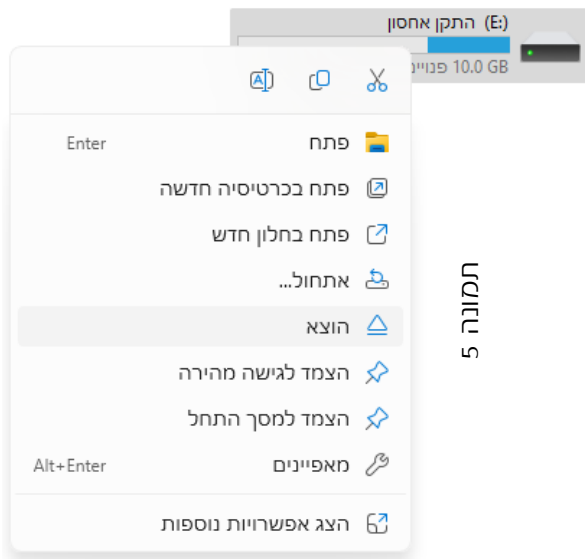 התקן אחסון (E:)
10.0 GB פנויים
פתח Enter
פתח בכרטיסיה חדשה
פתח בחלון חדש
אתחול...
הוצא
הצמד לגישה מהירה
הצמד למסך התחל
מאפיינים Alt+Enter
הצג אפשרויות נוספות
תמונה 5